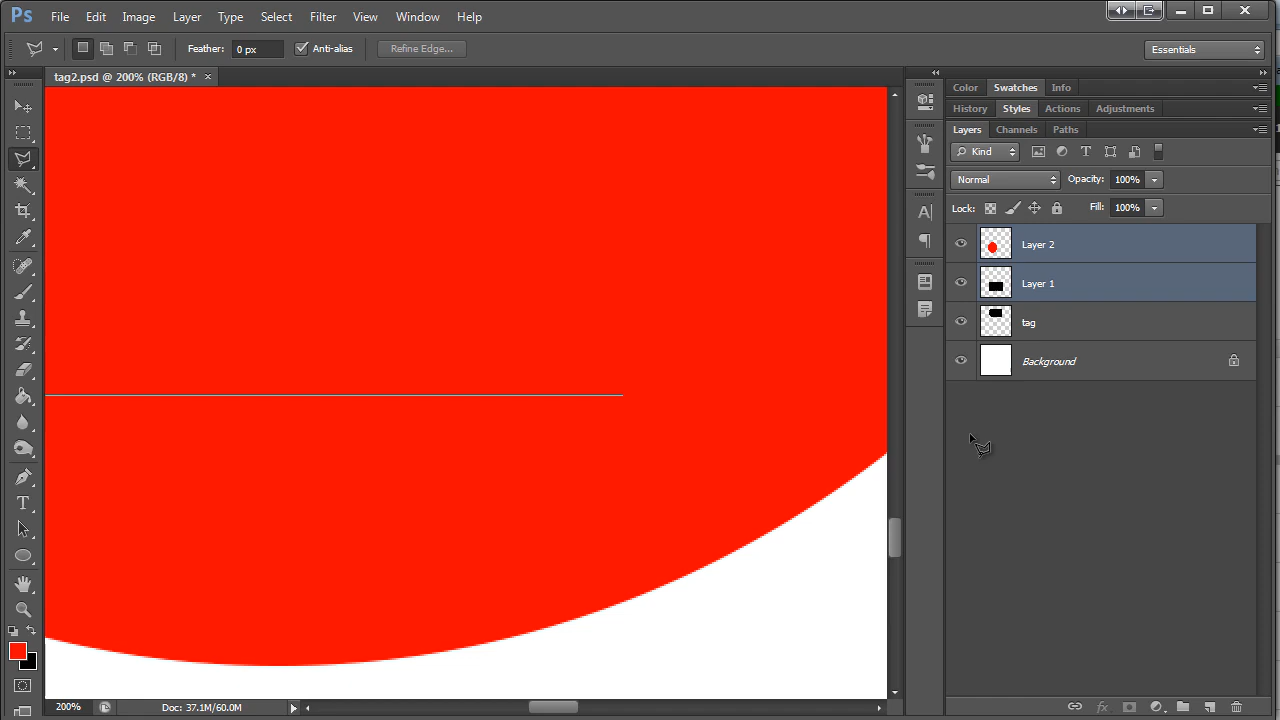 Ps File Edit Image Layer Type Select Filter View Window Help
Feather: 0 px Anti-alias Refine Edge... Essentials
tag2.psd @ 200% (RGB/8) * ×
Color Swatches Info
History Styles Actions Adjustments
Layers Channels Paths
Kind
Normal Opacity: 100%
Lock: Fill: 100%
Layer 2
Layer 1
tag
Background
200% Doc: 37.1M/60.0M